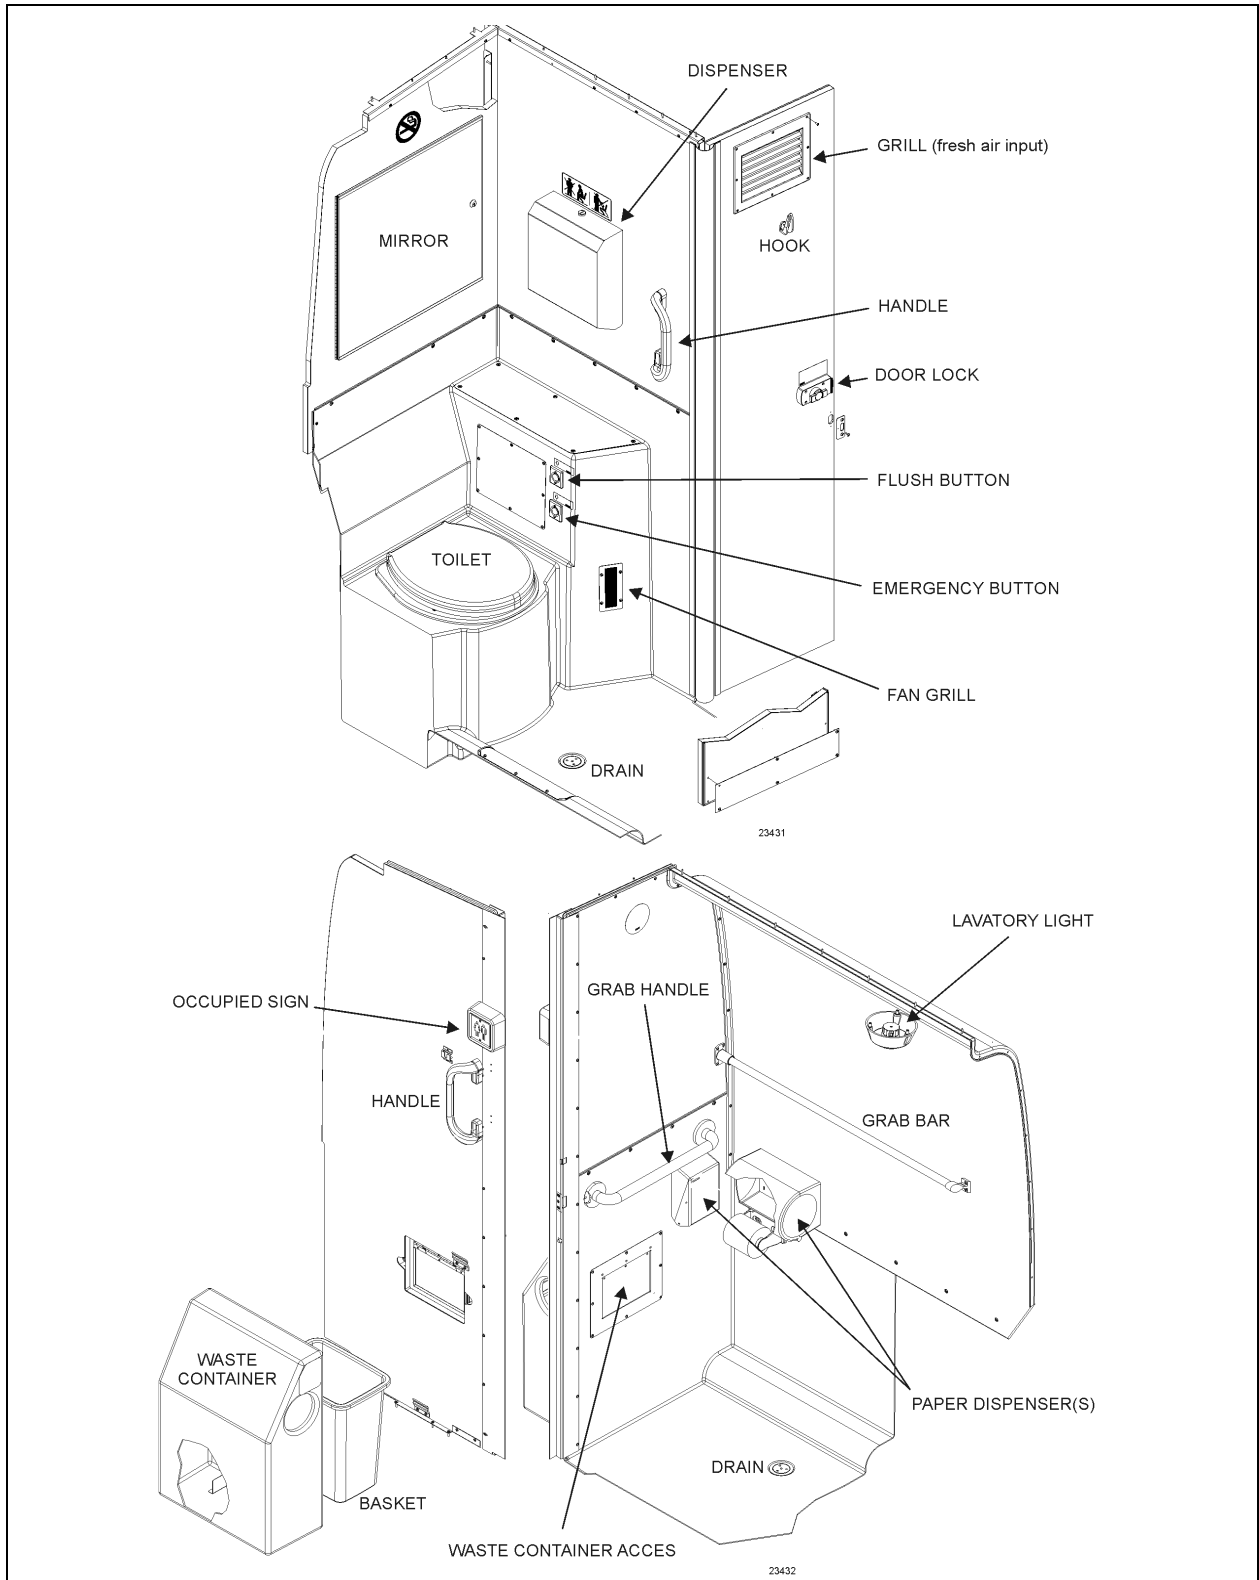 DISPENSER
GRILL (fresh air input)
MIRROR
HOOK
HANDLE
DOOR LOCK
FLUSH BUTTON
TOILET
EMERGENCY BUTTON
FAN GRILL
DRAIN
23431
LAVATORY LIGHT
GRAB HANDLE
OCCUPIED SIGN
HANDLE
GRAB BAR
WASTE
CONTAINER
PAPER DISPENSER(S)
DRAIN
BASKET
WASTE CONTAINER ACCES
23432